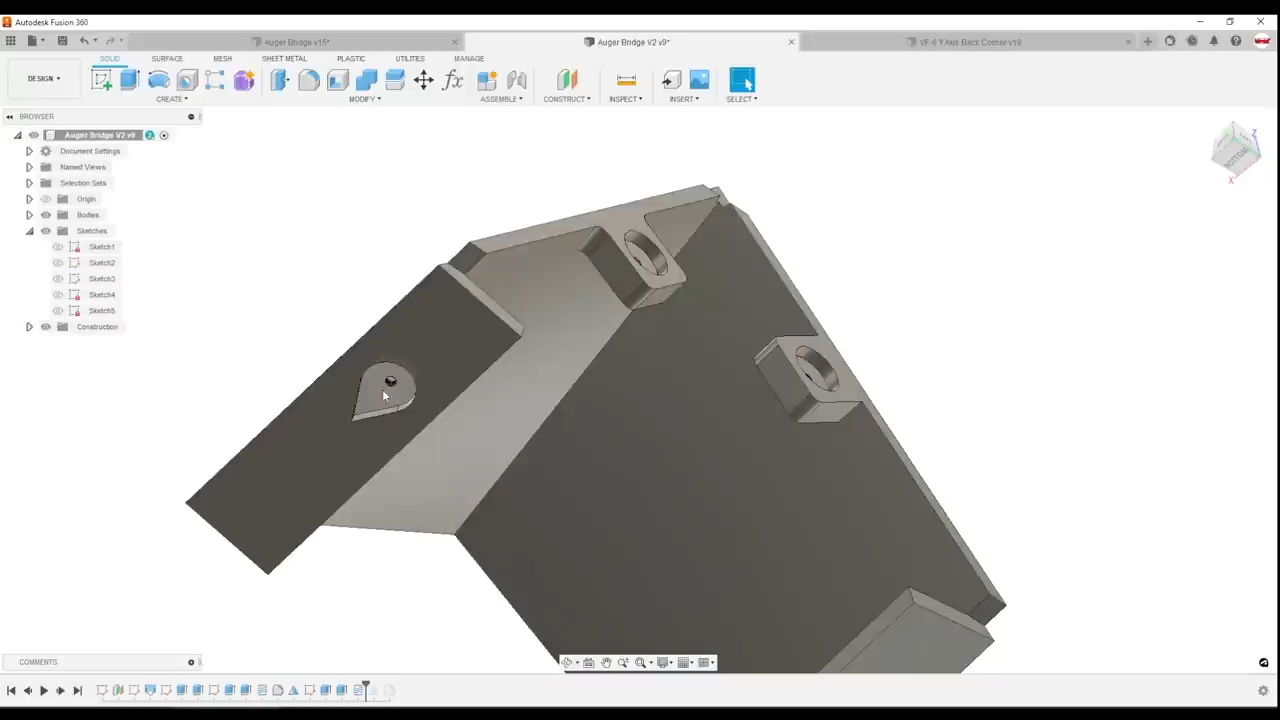 Autodesk Fusion 360
Auger Bridge v15*
Auger Bridge V2 v9*
VF-6 Y Axis Back Corner v19
DESIGN
SOLID
SURFACE
MESH
SHEET METAL
PLASTIC
UTILITIES
MANAGE
CREATE
MODIFY
ASSEMBLE
CONSTRUCT
INSPECT
INSERT
SELECT
BROWSER
Auger Bridge V2 v9
Document Settings
Named Views
Selection Sets
Origin
Bodies
Sketches
Sketch1
Sketch2
Sketch3
Sketch4
Sketch5
Construction
Z
BOTTOM
X
COMMENTS